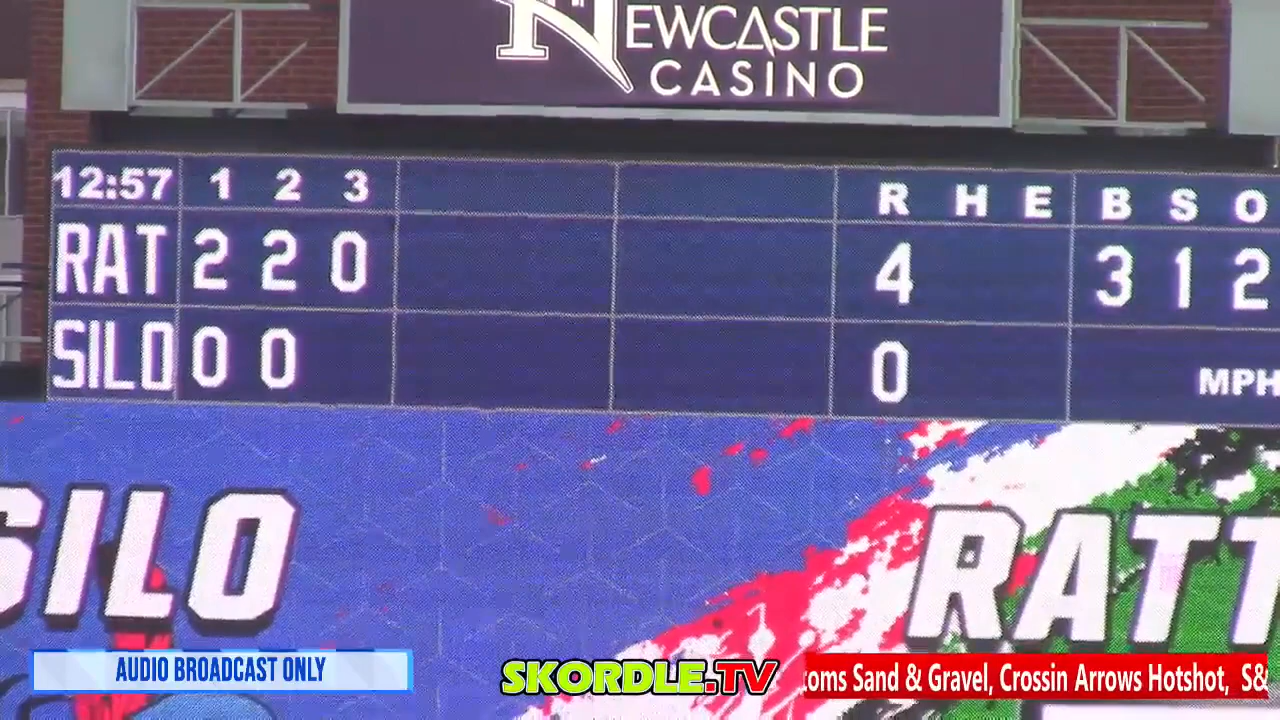 NEWCASTLE
CASINO
12:57 1 2 3 R H E B S O
RAT 2 2 0 4 3 1 2
SILO 0 0 0
MPH
SILO
RATT
AUDIO BROADCAST ONLY
SKORDLE.TV
toms Sand & Gravel, Crossin Arrows Hotshot, S&